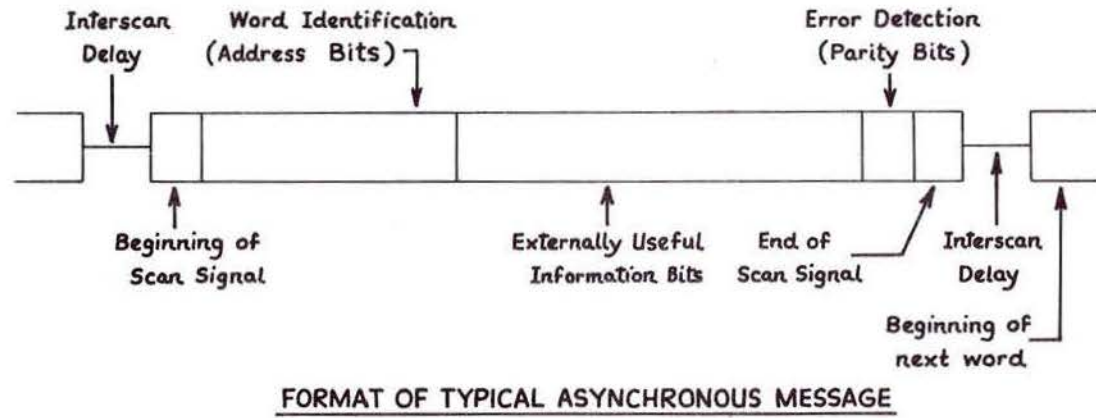 Interscan
Delay
Word Identification
(Address Bits)
Error Detection
(Parity Bits)
Beginning of
Scan Signal
Externally Useful
Information Bits
End of
Scan Signal
Interscan
Delay
Beginning of
next word
FORMAT OF TYPICAL ASYNCHRONOUS MESSAGE